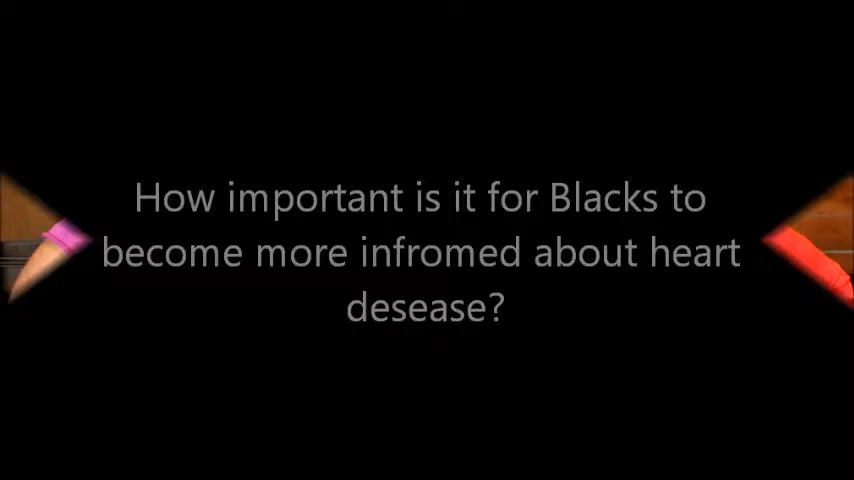 How important is it for Blacks to
become more infromed about heart
desease?